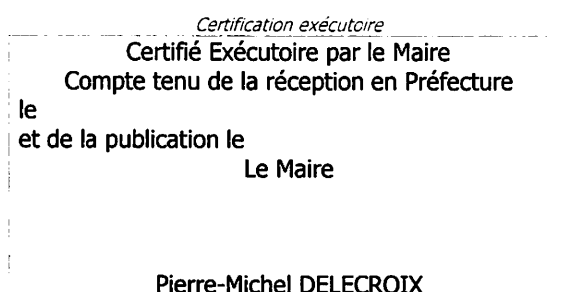 Certification exécutoire
Certifié Exécutoire par le Maire
Compte tenu de la réception en Préfecture
le
et de la publication le
Le Maire
Pierre-Michel DELECROIX